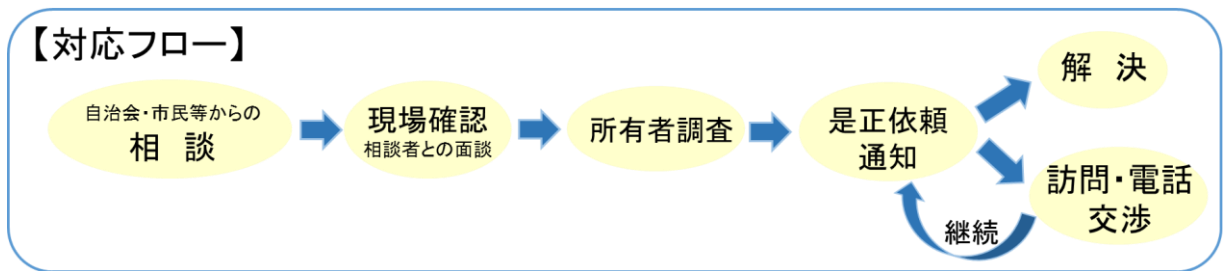 【対応フロー】
自治会・市民等からの
相　談
現場確認
相談者との面談
所有者調査
是正依頼
通知
解　決
訪問・電話
交渉
継続